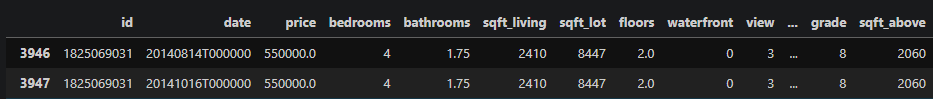 id date price bedrooms bathrooms sqft_living sqft_lot floors waterfront view ... grade sqft_above
3946 1825069031 20140814T000000 550000.0 4 1.75 2410 8447 2.0 0 3 ... 8 2060
3947 1825069031 20141016T000000 550000.0 4 1.75 2410 8447 2.0 0 3 ... 8 2060